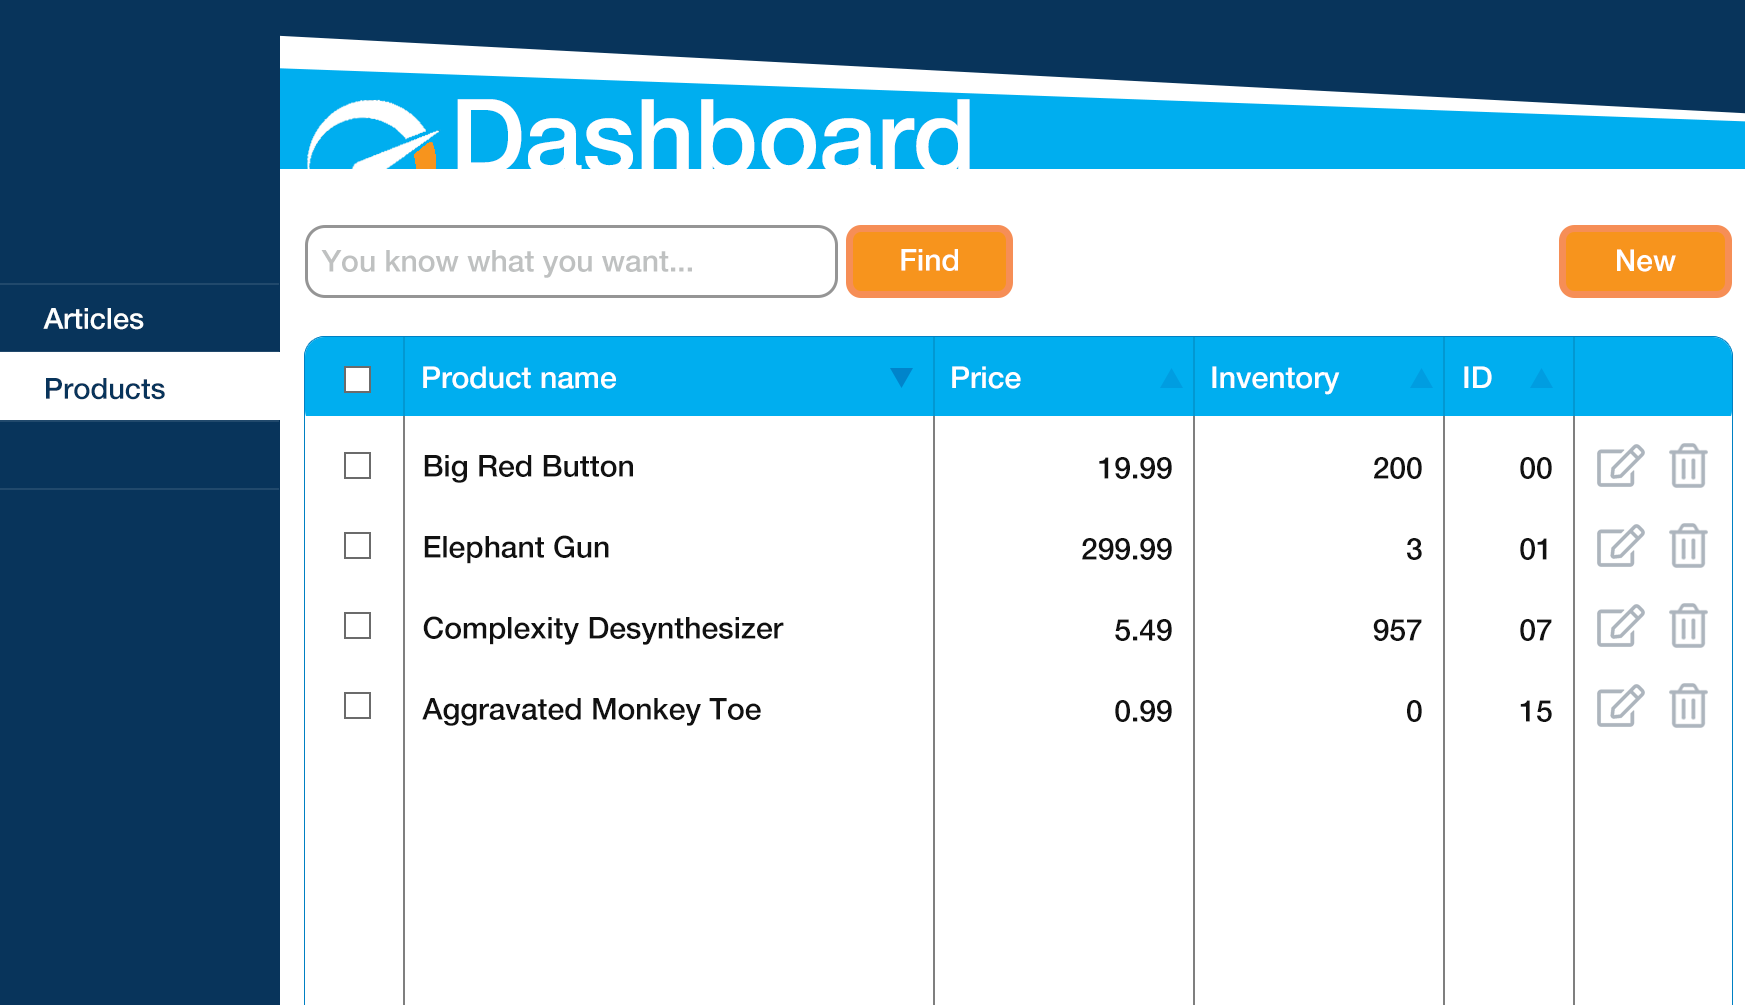 Dashboard
You know what you want...
Find
New
Articles
Products
Product name Price Inventory ID
Big Red Button 19.99 200 00
Elephant Gun 299.99 3 01
Complexity Desynthesizer 5.49 957 07
Aggravated Monkey Toe 0.99 0 15